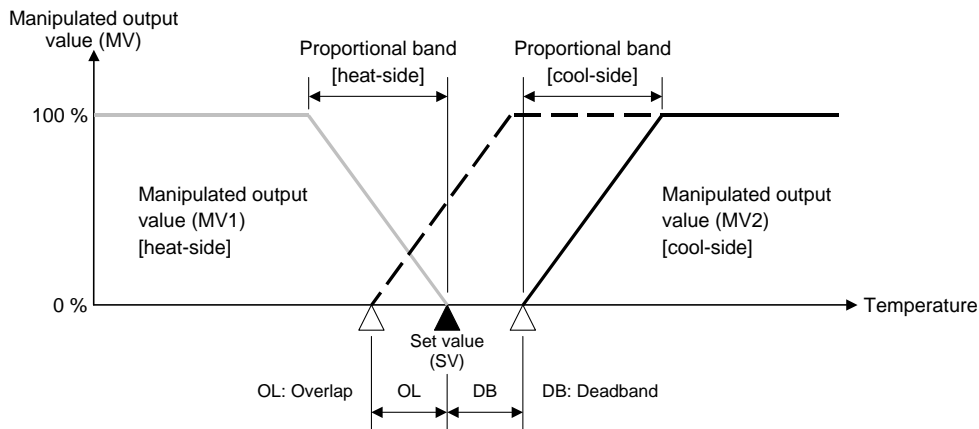 Manipulated output
value (MV)
Proportional band
[heat-side]
Proportional band
[cool-side]
100 %
Manipulated output
value (MV1)
[heat-side]
Manipulated output
value (MV2)
[cool-side]
0 %
Temperature
Set value
(SV)
OL: Overlap
OL
DB
DB: Deadband